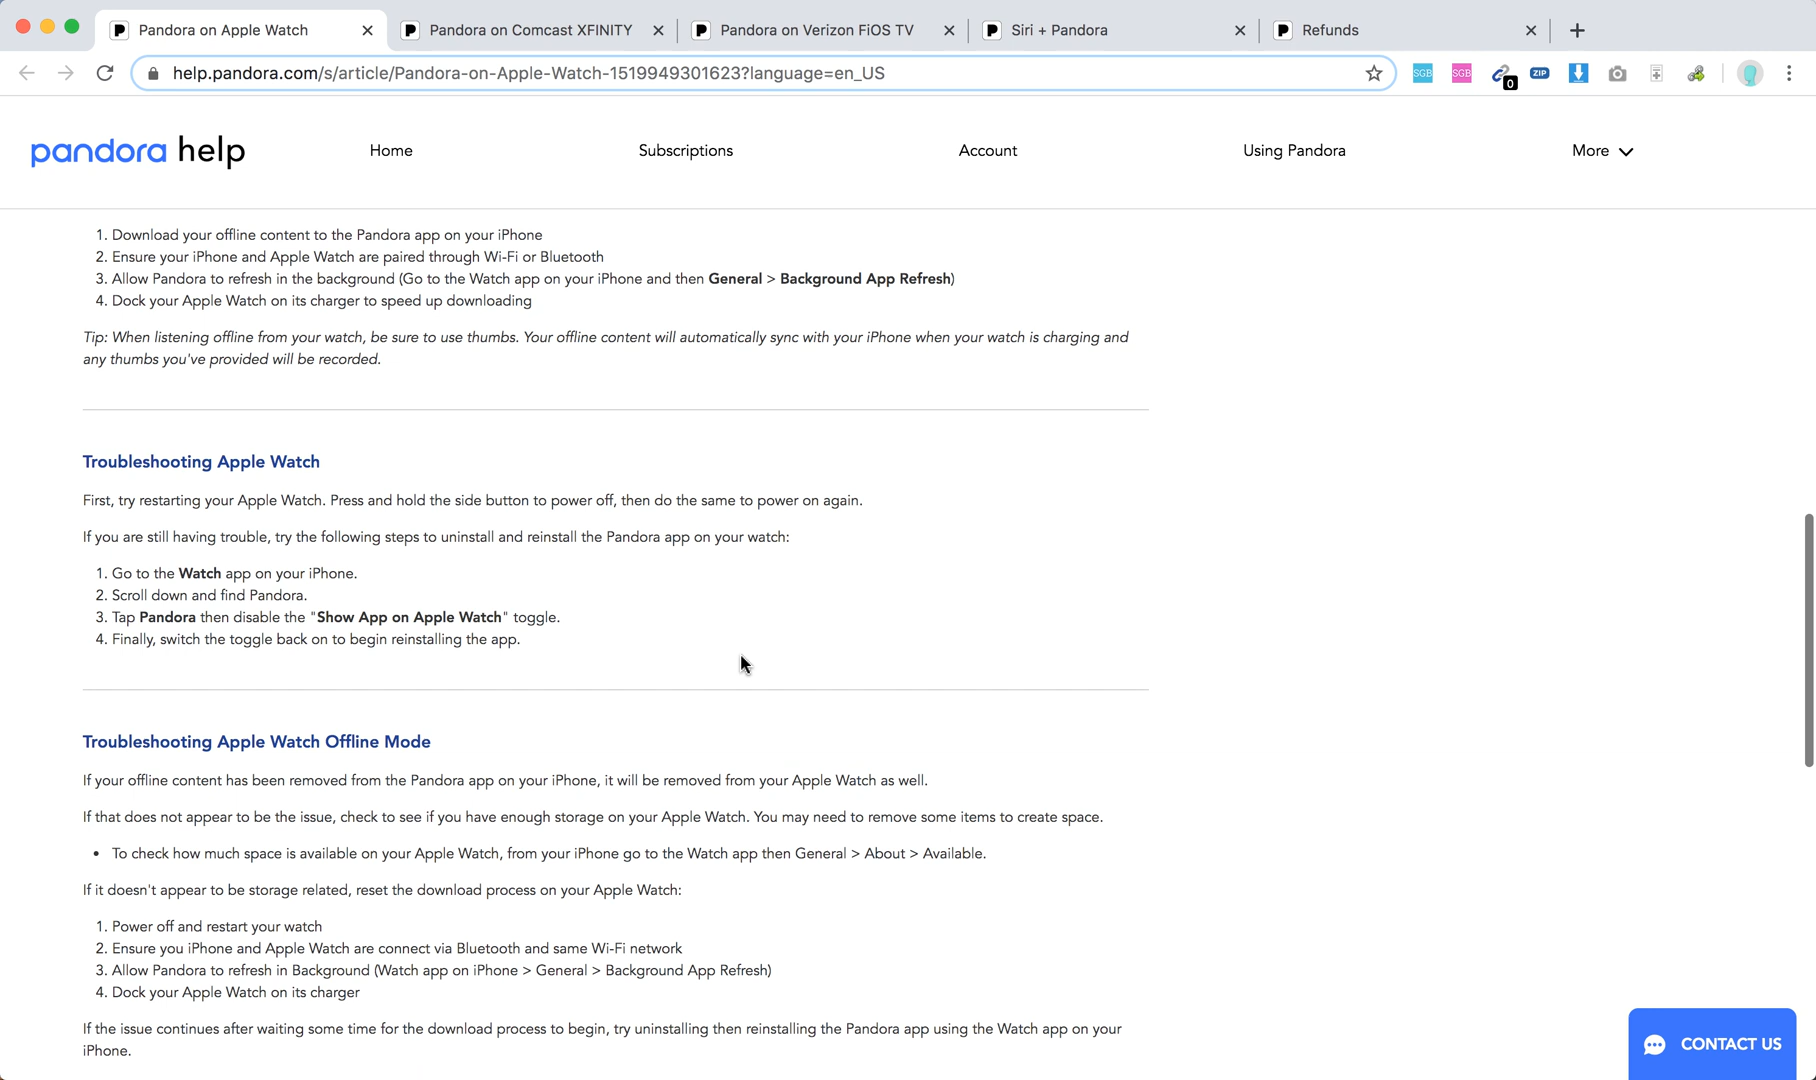 Pandora on Apple Watch
Pandora on Comcast XFINITY
Pandora on Verizon FiOS TV
Siri + Pandora
Refunds
help.pandora.com/s/article/Pandora-on-Apple-Watch-1519949301623?language=en_US
SGB
SGB
0
ZIP
pandora help
Home
Subscriptions
Account
Using Pandora
More
1. Download your offline content to the Pandora app on your iPhone
2. Ensure your iPhone and Apple Watch are paired through Wi-Fi or Bluetooth
3. Allow Pandora to refresh in the background (Go to the Watch app on your iPhone and then General > Background App Refresh)
4. Dock your Apple Watch on its charger to speed up downloading
Tip: When listening offline from your watch, be sure to use thumbs. Your offline content will automatically sync with your iPhone when your watch is charging and
any thumbs you've provided will be recorded.
Troubleshooting Apple Watch
First, try restarting your Apple Watch. Press and hold the side button to power off, then do the same to power on again.
If you are still having trouble, try the following steps to uninstall and reinstall the Pandora app on your watch:
1. Go to the Watch app on your iPhone.
2. Scroll down and find Pandora.
3. Tap Pandora then disable the "Show App on Apple Watch" toggle.
4. Finally, switch the toggle back on to begin reinstalling the app.
Troubleshooting Apple Watch Offline Mode
If your offline content has been removed from the Pandora app on your iPhone, it will be removed from your Apple Watch as well.
If that does not appear to be the issue, check to see if you have enough storage on your Apple Watch. You may need to remove some items to create space.
• To check how much space is available on your Apple Watch, from your iPhone go to the Watch app then General > About > Available.
If it doesn't appear to be storage related, reset the download process on your Apple Watch:
1. Power off and restart your watch
2. Ensure you iPhone and Apple Watch are connect via Bluetooth and same Wi-Fi network
3. Allow Pandora to refresh in Background (Watch app on iPhone > General > Background App Refresh)
4. Dock your Apple Watch on its charger
If the issue continues after waiting some time for the download process to begin, try uninstalling then reinstalling the Pandora app using the Watch app on your
iPhone.
CONTACT US